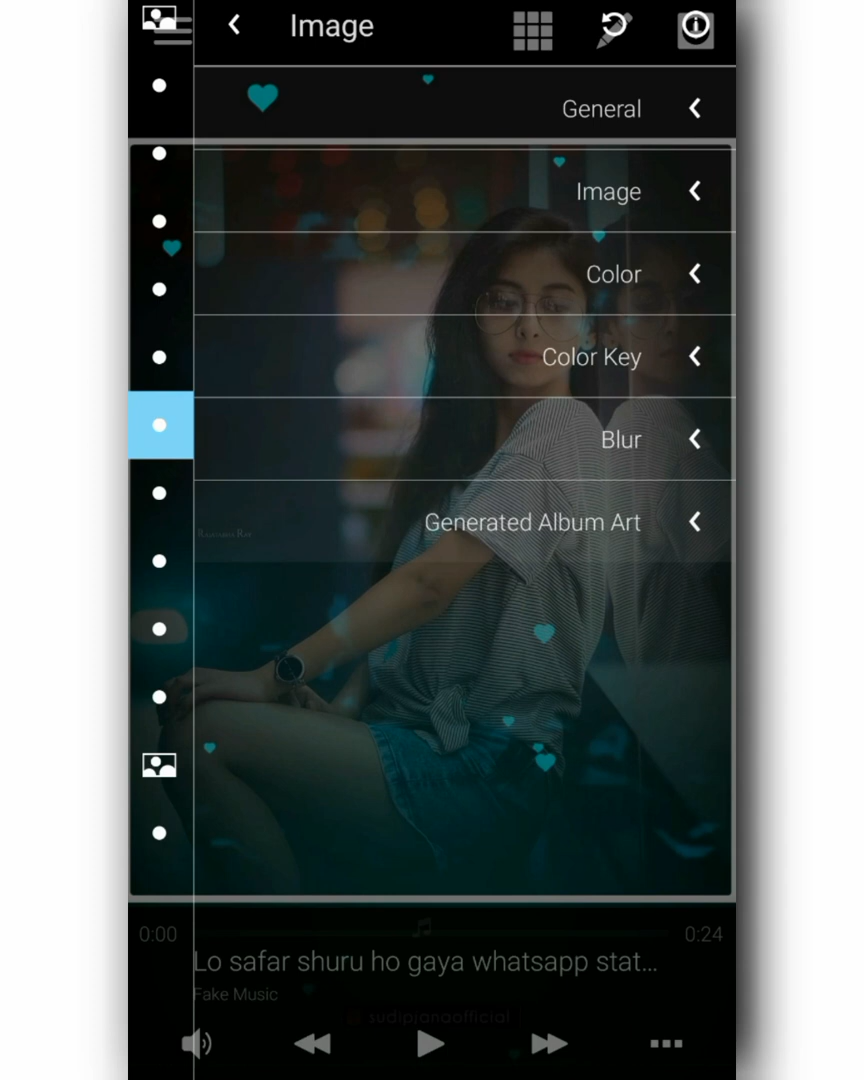 Image
General
Image
Color
Color Key
Blur
Generated Album Art
0:00
0:24
Lo safar shuru ho gaya whatsapp stat...
Fake Music
sudipjanaofficial